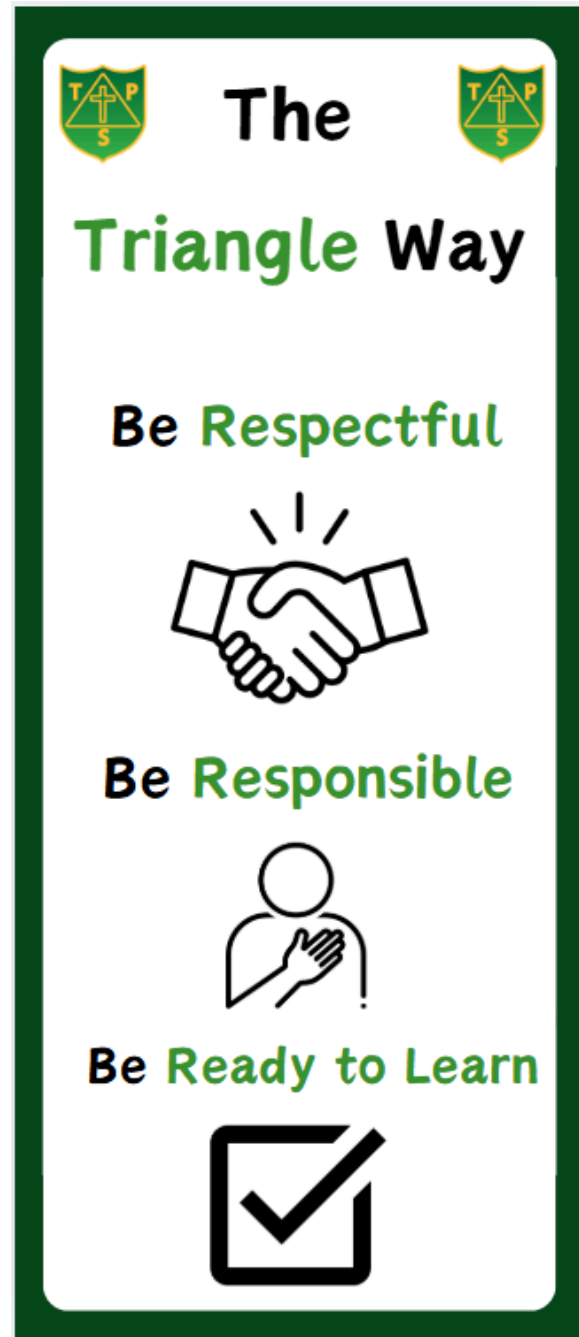 T P
S
The
T P
S
Triangle Way
Be Respectful
Be Responsible
Be Ready to Learn